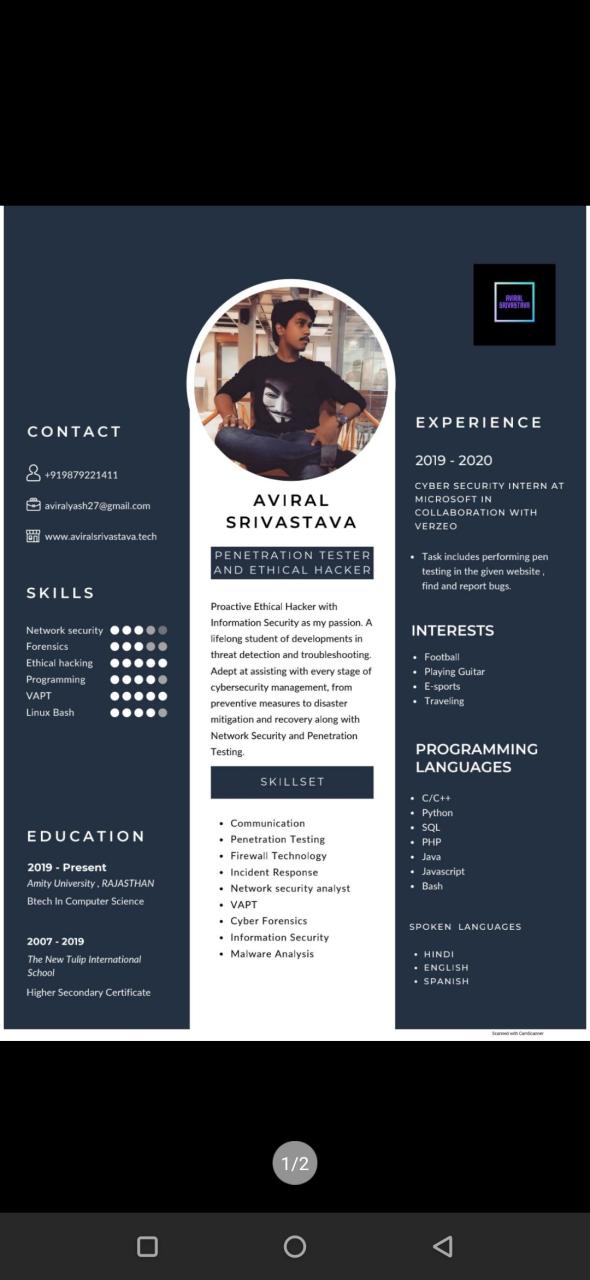 AVIRAL
SRIVASTAVA
CONTACT
+919879221411
aviralyash27@gmail.com
www.aviralsrivastava.tech
SKILLS
Network security
Forensics
Ethical hacking
Programming
VAPT
Linux Bash
EDUCATION
2019 - Present
Amity University , RAJASTHAN
Btech In Computer Science
2007 - 2019
The New Tulip International
School
Higher Secondary Certificate
AVIRAL
SRIVASTAVA
PENETRATION TESTER
AND ETHICAL HACKER
Proactive Ethical Hacker with
Information Security as my passion. A
lifelong student of developments in
threat detection and troubleshooting.
Adept at assisting with every stage of
cybersecurity management, from
preventive measures to disaster
mitigation and recovery along with
Network Security and Penetration
Testing.
SKILLSET
• Communication
• Penetration Testing
• Firewall Technology
• Incident Response
• Network security analyst
• VAPT
• Cyber Forensics
• Information Security
• Malware Analysis
EXPERIENCE
2019 - 2020
CYBER SECURITY INTERN AT
MICROSOFT IN
COLLABORATION WITH
VERZEO
• Task includes performing pen
testing in the given website ,
find and report bugs.
INTERESTS
• Football
• Playing Guitar
• E-sports
• Traveling
PROGRAMMING
LANGUAGES
• C/C++
• Python
• SQL
• PHP
• Java
• Javascript
• Bash
SPOKEN LANGUAGES
• HINDI
• ENGLISH
• SPANISH
Scanned with CamScanner
1/2